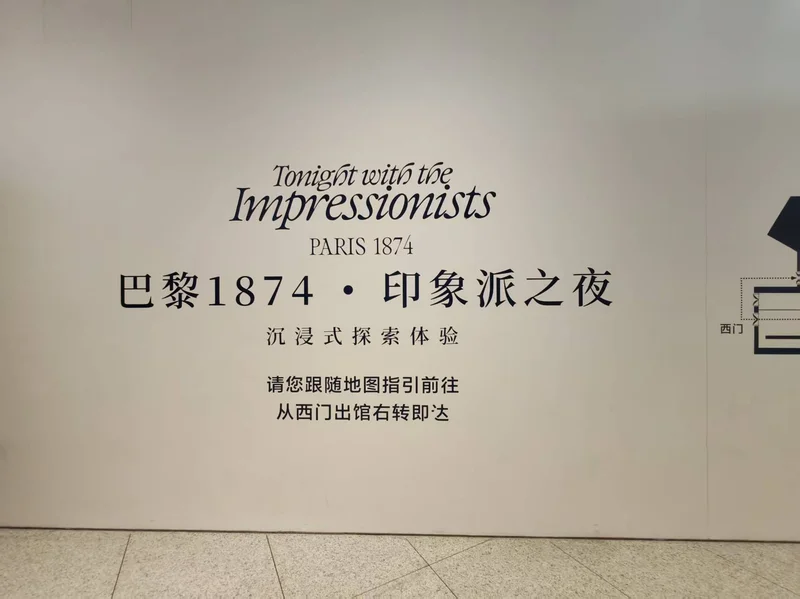 Tonight with the
Impressionists
PARIS 1874
巴黎1874・印象派之夜
沉浸式探索体验
请您跟随地图指引前往
从西门出馆右转即达
西门